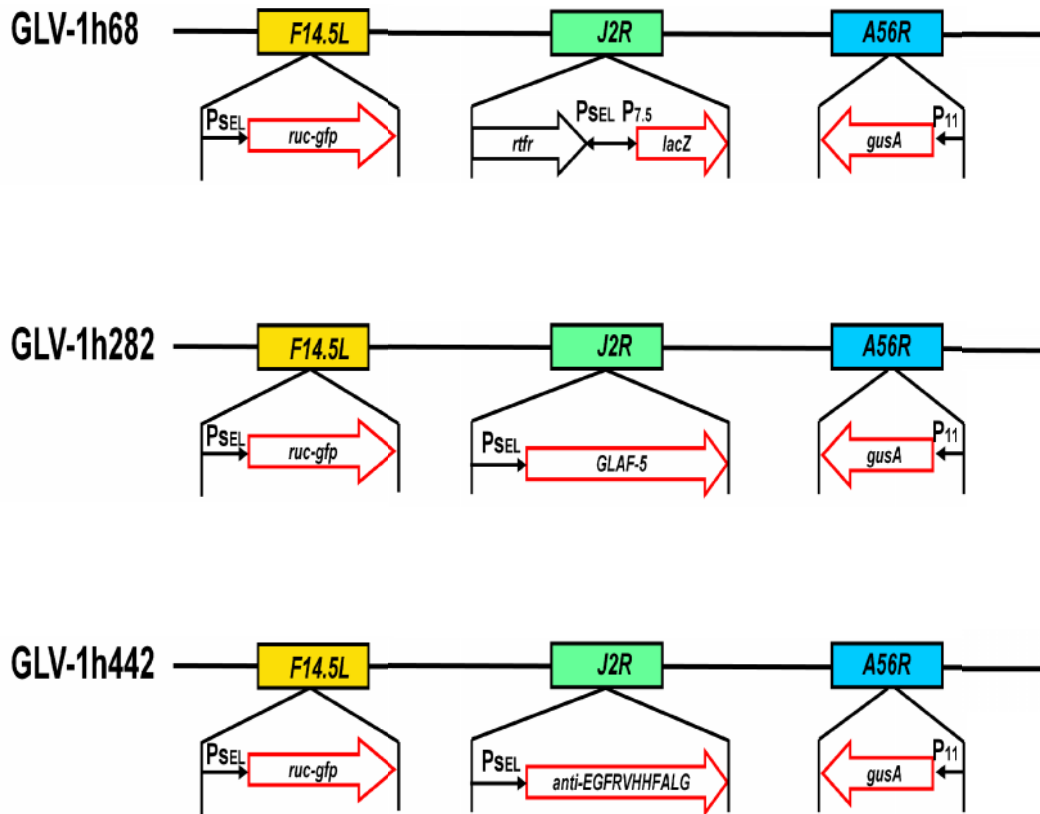 GLV-1h68
F14.5L J2R A56R
PSEL ruc-gfp rtfr PSEL P7.5 lacZ gusA P11
GLV-1h282
F14.5L J2R A56R
PSEL ruc-gfp PSEL GLAF-5 gusA P11
GLV-1h442
F14.5L J2R A56R
PSEL ruc-gfp PSEL anti-EGFRVHHFALG gusA P11